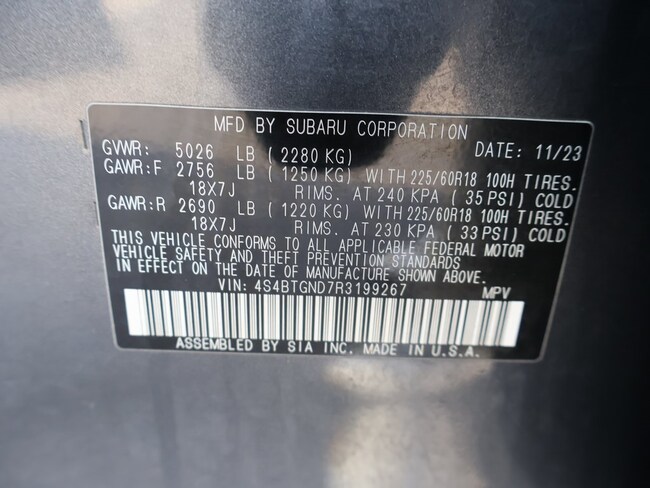 MFD BY SUBARU CORPORATION
GVWR: 5026 LB ( 2280 KG) DATE: 11/23
GAWR:F 2756 LB ( 1250 KG) WITH 225/60R18 100H TIRES.
18X7J RIMS. AT 240 KPA ( 35 PSI) COLD
GAWR:R 2690 LB ( 1220 KG) WITH 225/60R18 100H TIRES.
18X7J RIMS. AT 230 KPA ( 33 PSI) COLD
THIS VEHICLE CONFORMS TO ALL APPLICABLE FEDERAL MOTOR
VEHICLE SAFETY AND THEFT PREVENTION STANDARDS
IN EFFECT ON THE DATE OF MANUFACTURE SHOWN ABOVE.
VIN: 4S4BTGND7R3199267 MPV
ASSEMBLED BY SIA INC. MADE IN U.S.A.